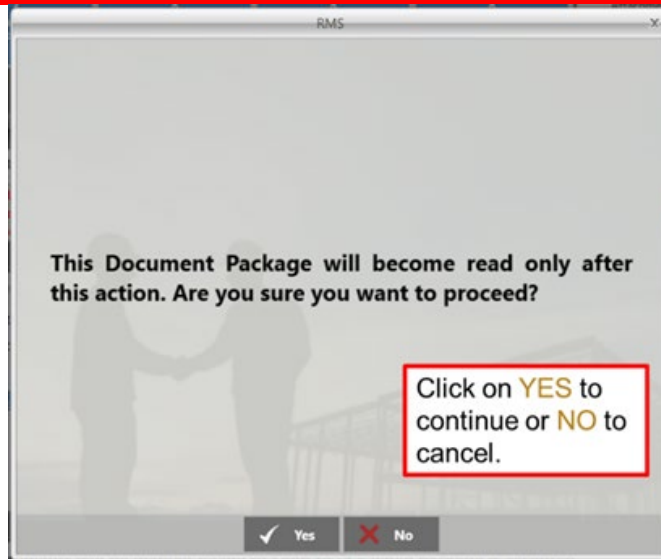 RMS
X
This Document Package will become read only after
this action. Are you sure you want to proceed?
Click on YES to
continue or NO to
cancel.
Yes
No